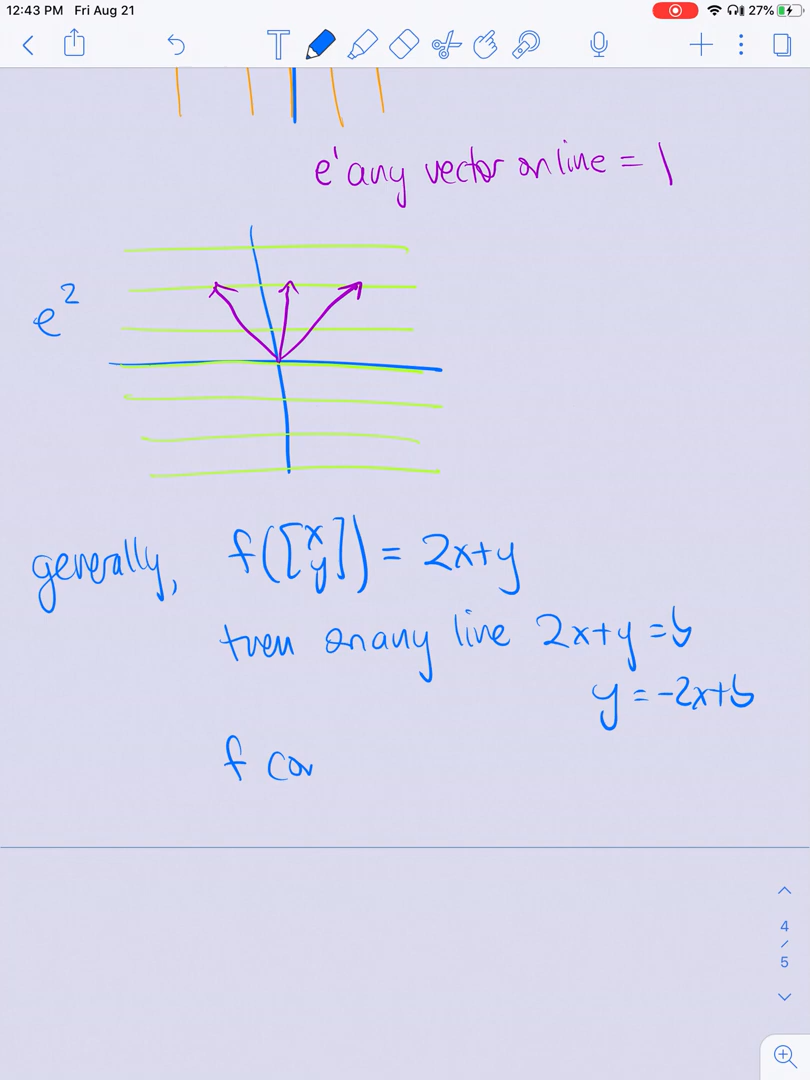 12:43 PM Fri Aug 21
27%
T
e¹ any vector on line = 1
e²
generally, f([x y]) = 2x+y
then on any line 2x+y = b
y = -2x+b
f con
4
/
5